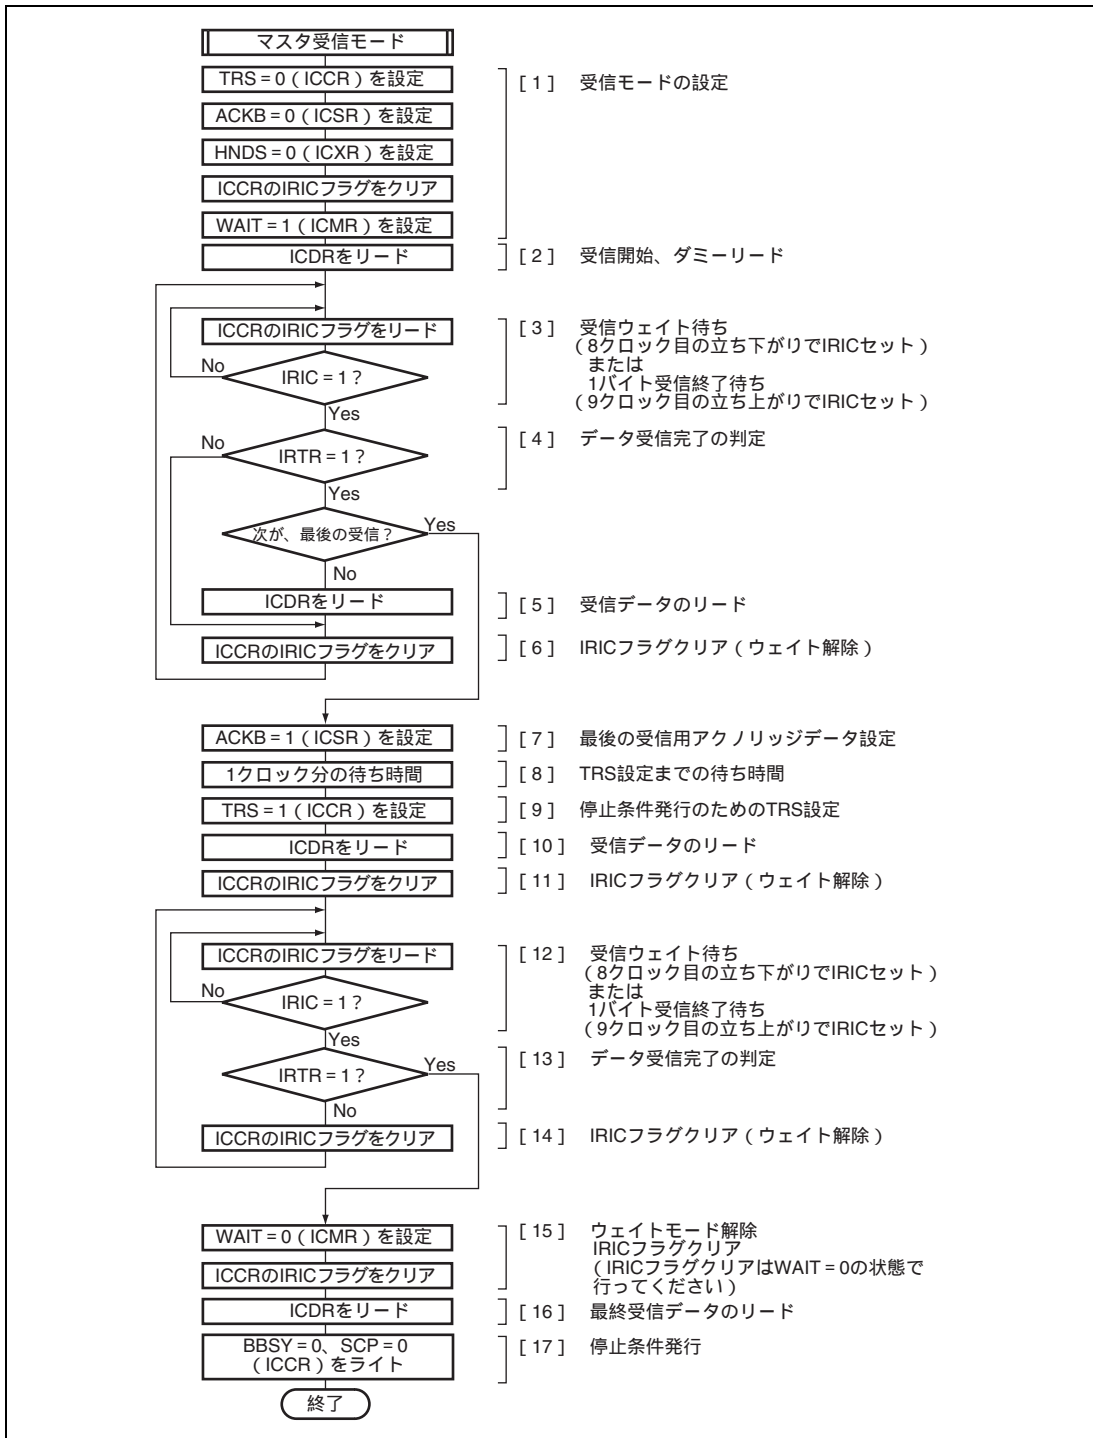 マスタ受信モード
TRS = 0 ( ICCR ) を設定
[ 1 ] 受信モードの設定
ACKB = 0 ( ICSR ) を設定
HNDS = 0 ( ICXR ) を設定
ICCRのIRICフラグをクリア
WAIT = 1 ( ICMR ) を設定
ICDRをリード
[ 2 ] 受信開始、ダミーリード
ICCRのIRICフラグをリード
[ 3 ] 受信ウェイト待ち
( 8クロック目の立ち下がりでIRICセット )
または
1バイト受信終了待ち
( 9クロック目の立ち上がりでIRICセット )
No
IRIC = 1 ?
Yes
No
IRTR = 1 ?
[ 4 ] データ受信完了の判定
Yes
次が、最後の受信 ?
Yes
No
ICDRをリード
[ 5 ] 受信データのリード
ICCRのIRICフラグをクリア
[ 6 ] IRICフラグクリア ( ウェイト解除 )
ACKB = 1 ( ICSR ) を設定
[ 7 ] 最後の受信用アクノリッジデータ設定
1クロック分の待ち時間
[ 8 ] TRS設定までの待ち時間
TRS = 1 ( ICCR ) を設定
[ 9 ] 停止条件発行のためのTRS設定
ICDRをリード
[ 10 ] 受信データのリード
ICCRのIRICフラグをクリア
[ 11 ] IRICフラグクリア ( ウェイト解除 )
ICCRのIRICフラグをリード
[ 12 ] 受信ウェイト待ち
( 8クロック目の立ち下がりでIRICセット )
または
1バイト受信終了待ち
( 9クロック目の立ち上がりでIRICセット )
No
IRIC = 1 ?
Yes
IRTR = 1 ?
Yes
[ 13 ] データ受信完了の判定
No
ICCRのIRICフラグをクリア
[ 14 ] IRICフラグクリア ( ウェイト解除 )
WAIT = 0 ( ICMR ) を設定
[ 15 ] ウェイトモード解除
IRICフラグクリア
( IRICフラグクリアはWAIT = 0の状態で
行ってください )
ICCRのIRICフラグをクリア
ICDRをリード
[ 16 ] 最終受信データのリード
BBSY = 0、SCP = 0
( ICCR ) をライト
[ 17 ] 停止条件発行
終了